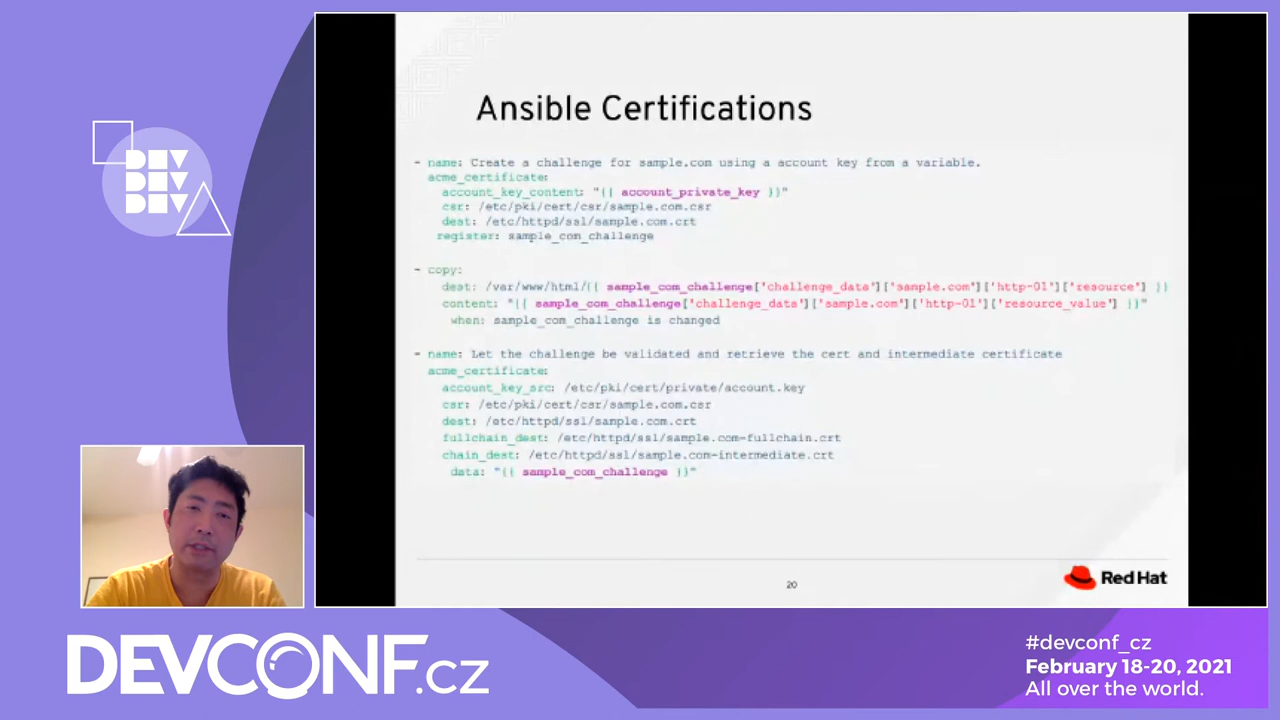 DEV
DEV
DEV
Ansible Certifications
- name: Create a challenge for sample.com using a account key from a variable.
acme_certificate:
account_key_content: "{{ account_private_key }}"
csr: /etc/pki/cert/csr/sample.com.csr
dest: /etc/httpd/ssl/sample.com.crt
register: sample_com_challenge
- copy:
dest: /var/www/html/{{ sample_com_challenge['challenge_data']['sample.com']['http-01']['resource'] }}
content: "{{ sample_com_challenge['challenge_data']['sample.com']['http-01']['resource_value'] }}"
when: sample_com_challenge is changed
- name: Let the challenge be validated and retrieve the cert and intermediate certificate
acme_certificate:
account_key_src: /etc/pki/cert/private/account.key
csr: /etc/pki/cert/csr/sample.com.csr
dest: /etc/httpd/ssl/sample.com.crt
fullchain_dest: /etc/httpd/ssl/sample.com-fullchain.crt
chain_dest: /etc/httpd/ssl/sample.com-intermediate.crt
data: "{{ sample_com_challenge }}"
20
Red Hat
DEVCONF.cz
#devconf_cz
February 18-20, 2021
All over the world.